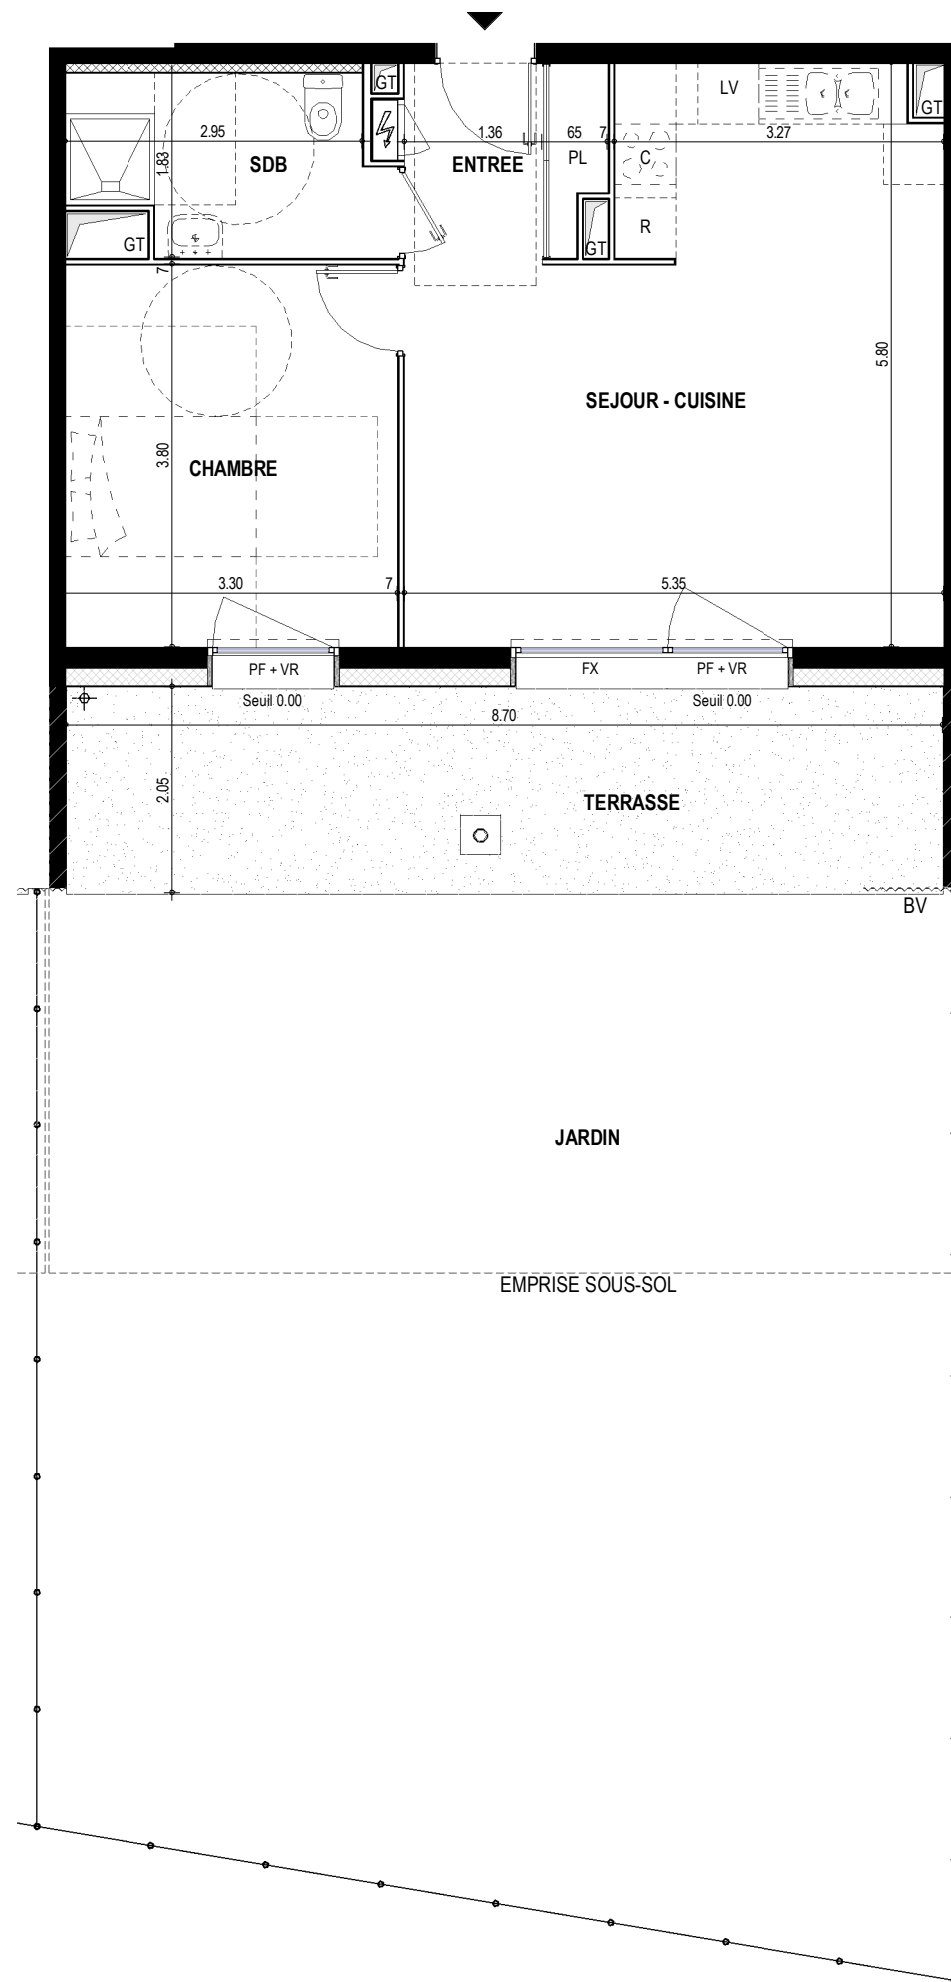 GT
LV
GT
2.95
1.36
65
7
3.27
1.83
SDB
ENTREE
PL
C
GT
R
GT
7
5.80
SEJOUR - CUISINE
3.80
CHAMBRE
3.30
7
5.35
PF + VR
FX
PF + VR
Seuil 0.00
Seuil 0.00
8.70
2.05
TERRASSE
BV
JARDIN
EMPRISE SOUS-SOL